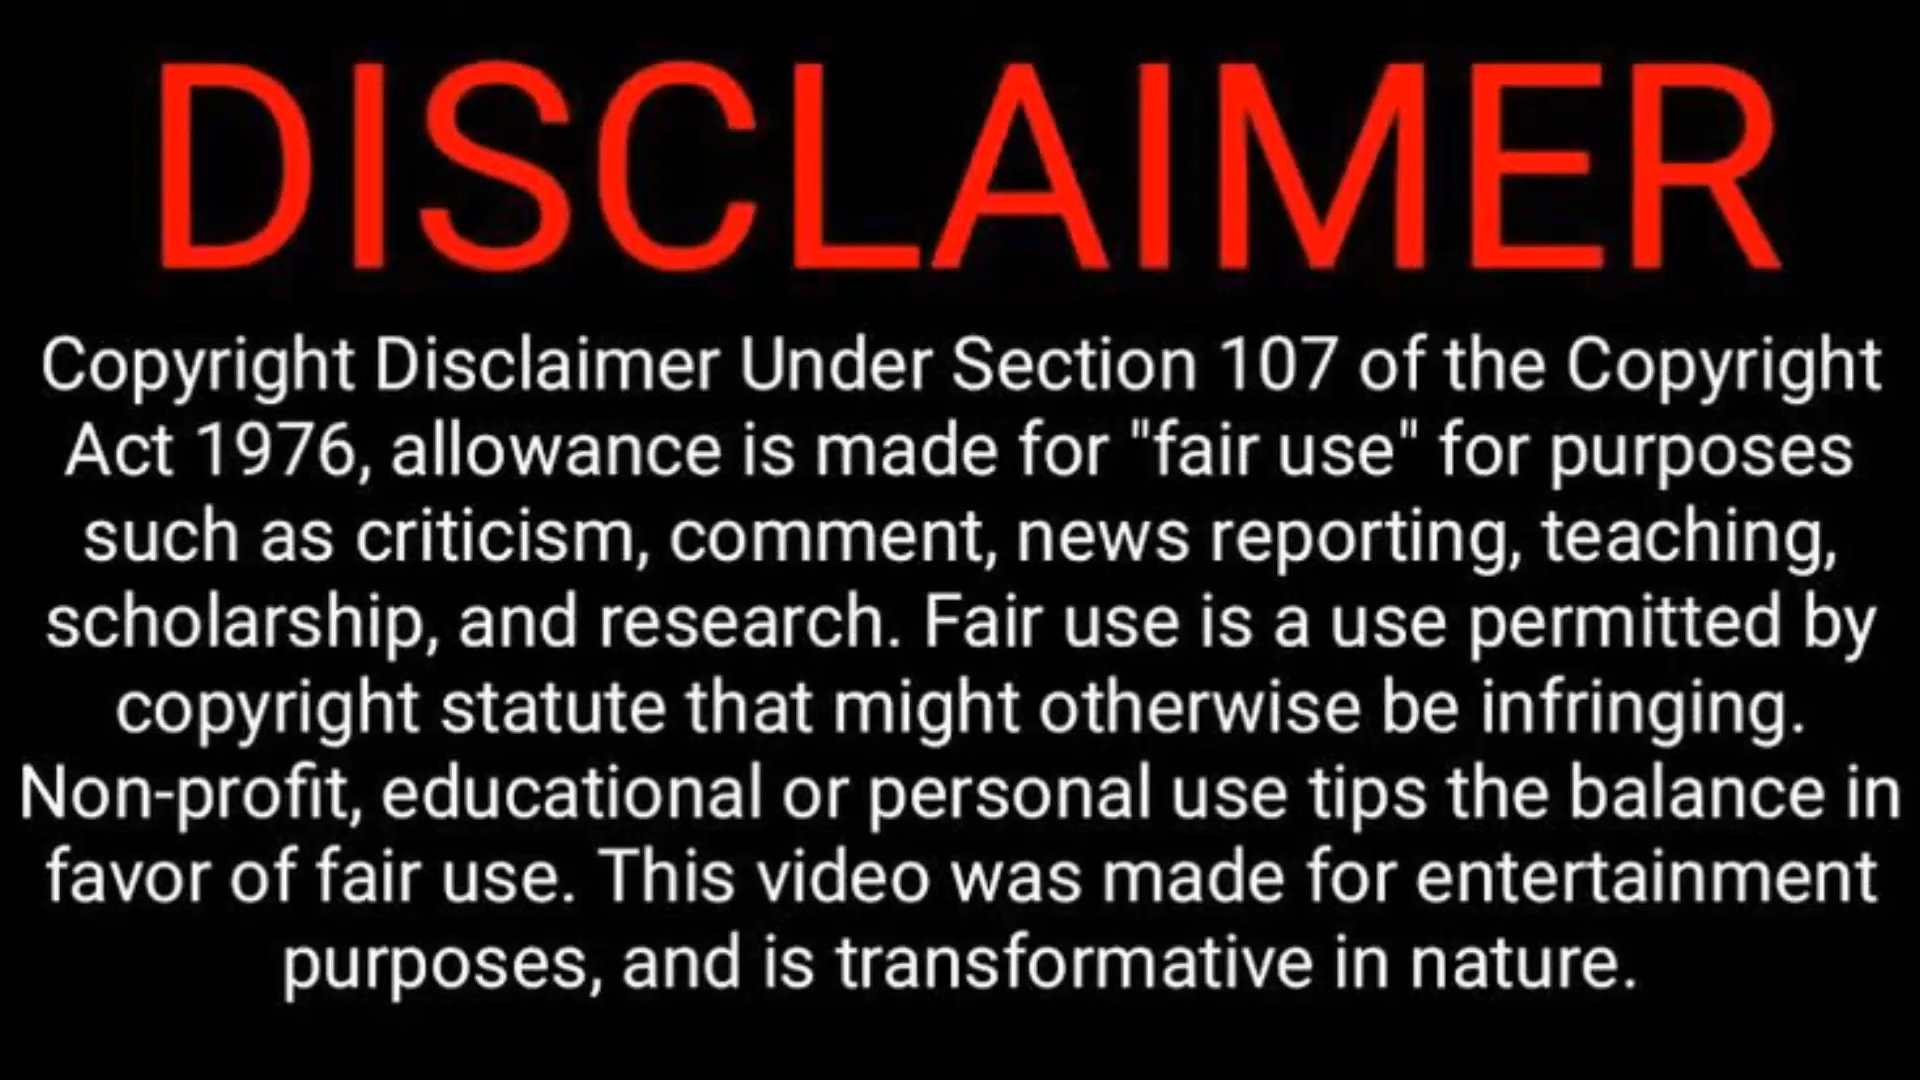 DISCLAIMER
Copyright Disclaimer Under Section 107 of the Copyright
Act 1976, allowance is made for "fair use" for purposes
such as criticism, comment, news reporting, teaching,
scholarship, and research. Fair use is a use permitted by
copyright statute that might otherwise be infringing.
Non-profit, educational or personal use tips the balance in
favor of fair use. This video was made for entertainment
purposes, and is transformative in nature.